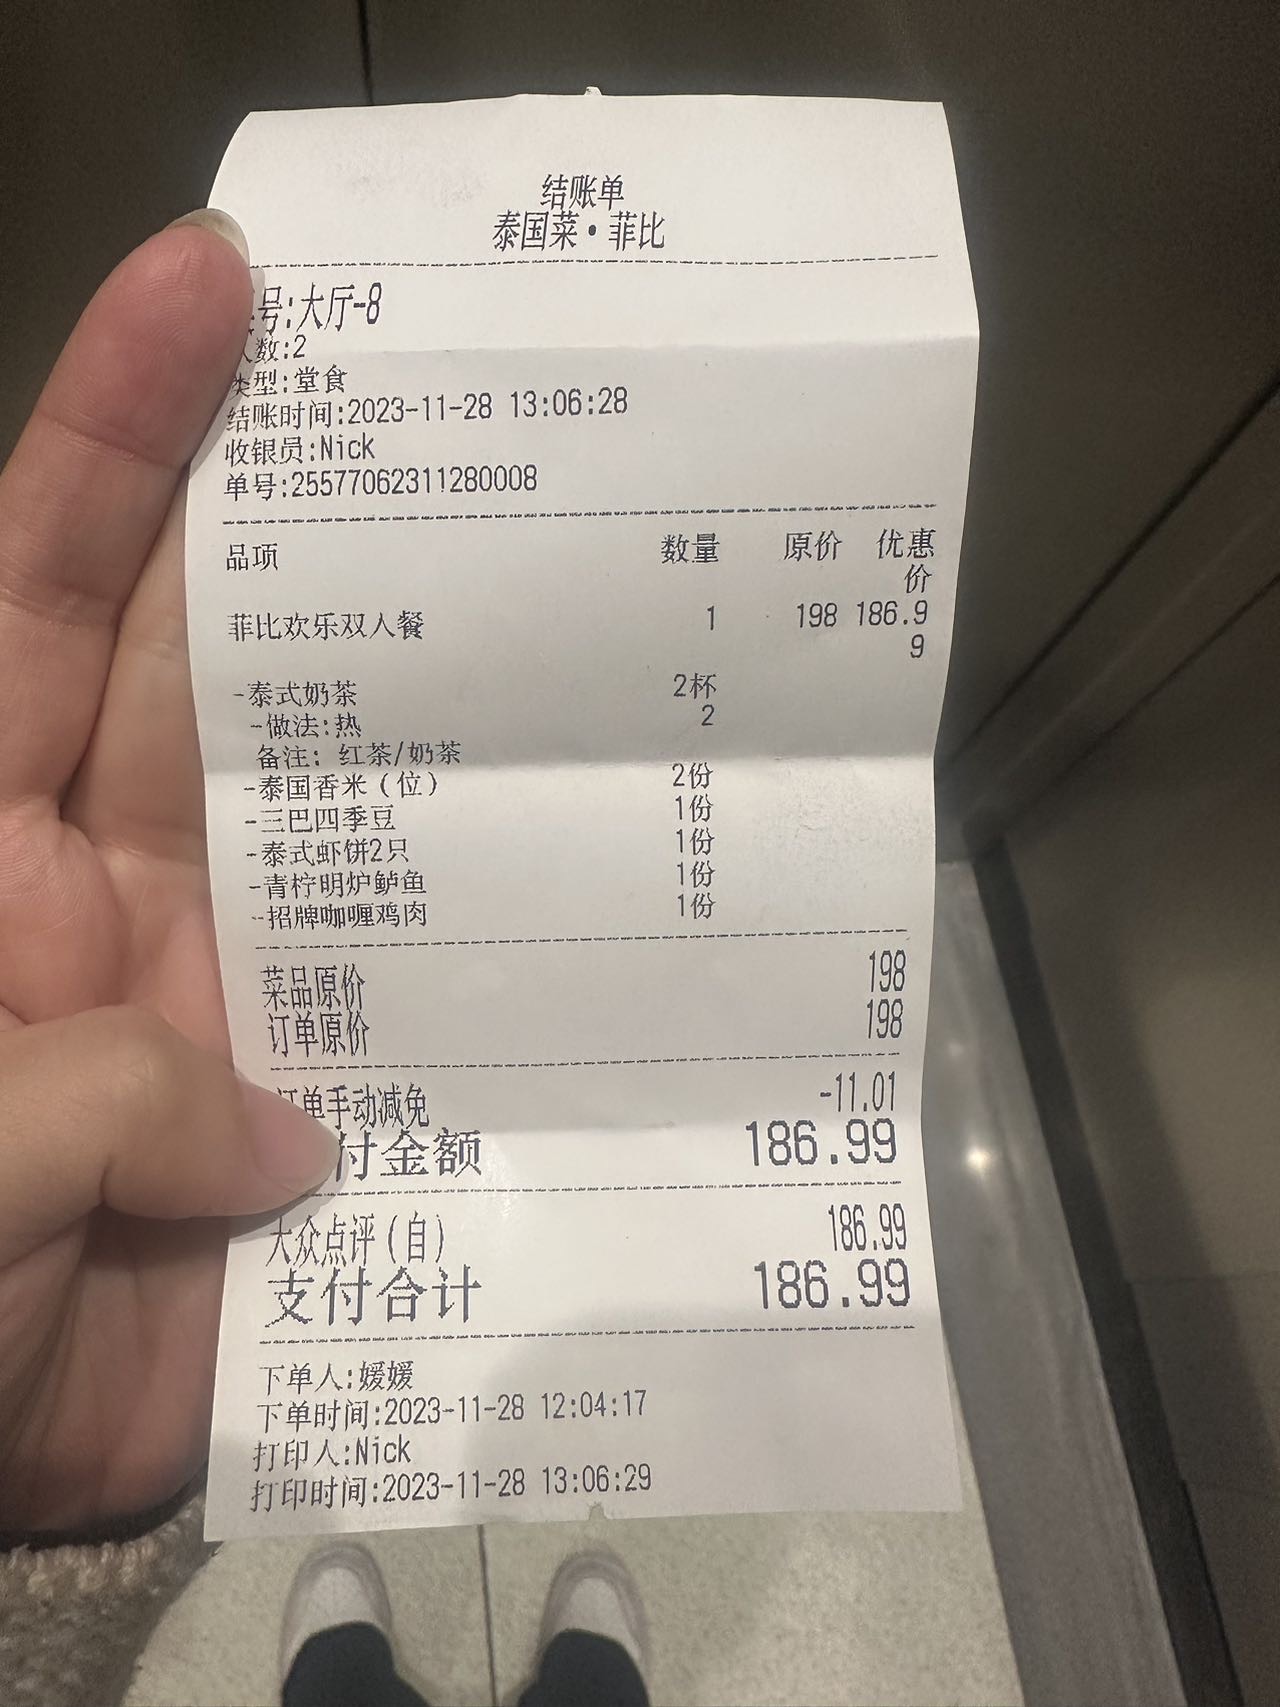 结账单
泰国菜·菲比
号:大厅-8
人数:2
类型:堂食
结账时间:2023-11-28 13:06:28
收银员:Nick
单号:25577062311280008
品项 数量 原价 优惠价
菲比欢乐双人餐 1 198 186.99
-泰式奶茶 2杯
-做法:热 2
备注: 红茶/奶茶
-泰国香米(位) 2份
-三巴四季豆 1份
-泰式虾饼2只 1份
-青柠明炉鲈鱼 1份
-招牌咖喱鸡肉 1份
菜品原价 198
订单原价 198
订单手动减免 -11.01
付金额 186.99
大众点评(自) 186.99
支付合计 186.99
下单人:媛媛
下单时间:2023-11-28 12:04:17
打印人:Nick
打印时间:2023-11-28 13:06:29